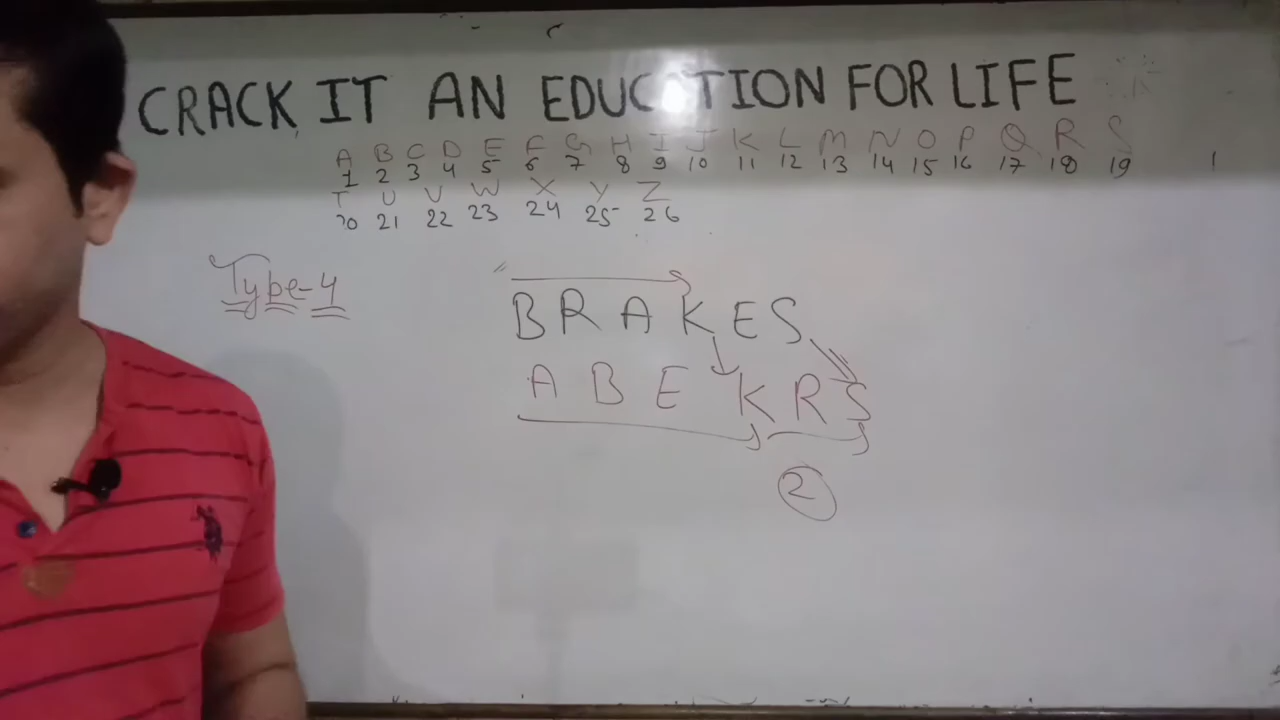 CRACK IT AN EDUCATION FOR LIFE
A B C D E F G H I J K L M N O P Q R S
1 2 3 4 5 6 7 8 9 10 11 12 13 14 15 16 17 18 19
T U V W X Y Z
20 21 22 23 24 25 26
Type-4
BRAKES
ABEKRS
2